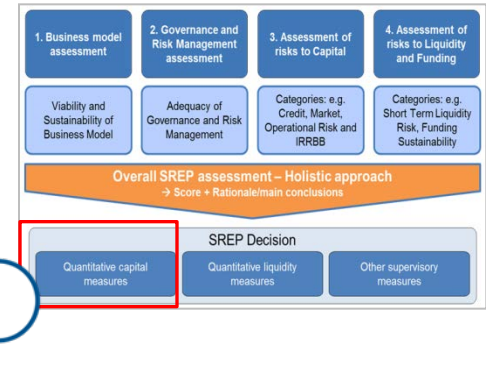 1. Business model
assessment
2. Governance and
Risk Management
assessment
3. Assessment of
risks to Capital
4. Assessment of
risks to Liquidity
and Funding
Viability and
Sustainability of
Business Model
Adequacy of
Governance and Risk
Management
Categories: e.g.
Credit, Market,
Operational Risk and
IRRBB
Categories: e.g.
Short Term Liquidity
Risk, Funding
Sustainability
Overall SREP assessment – Holistic approach
→ Score + Rationale/main conclusions
SREP Decision
Quantitative capital
measures
Quantitative liquidity
measures
Other supervisory
measures